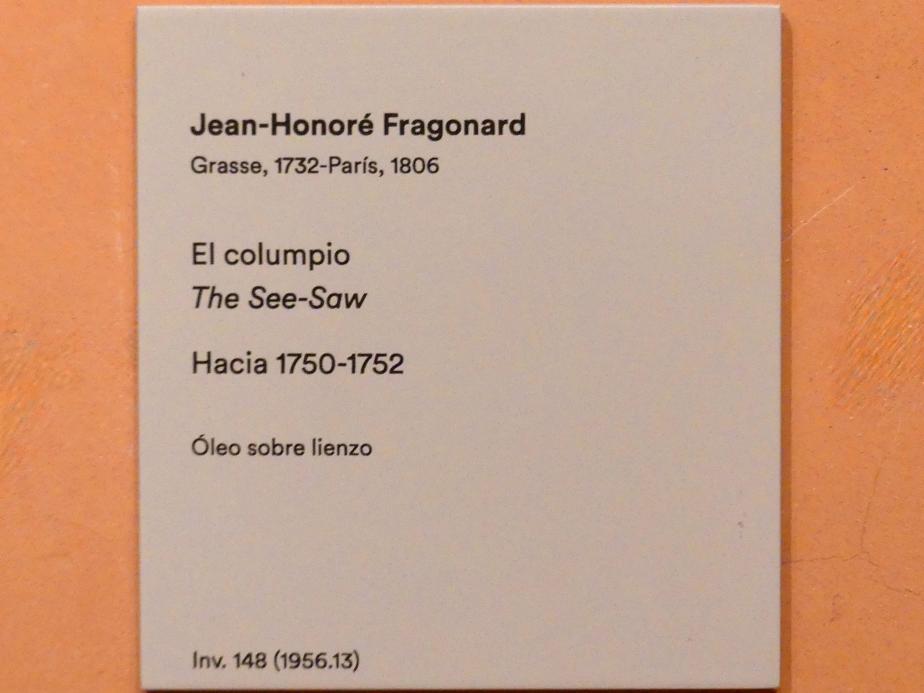 Jean-Honoré Fragonard
Grasse, 1732-París, 1806
El columpio
The See-Saw
Hacia 1750-1752
Óleo sobre lienzo
Inv. 148 (1956.13)